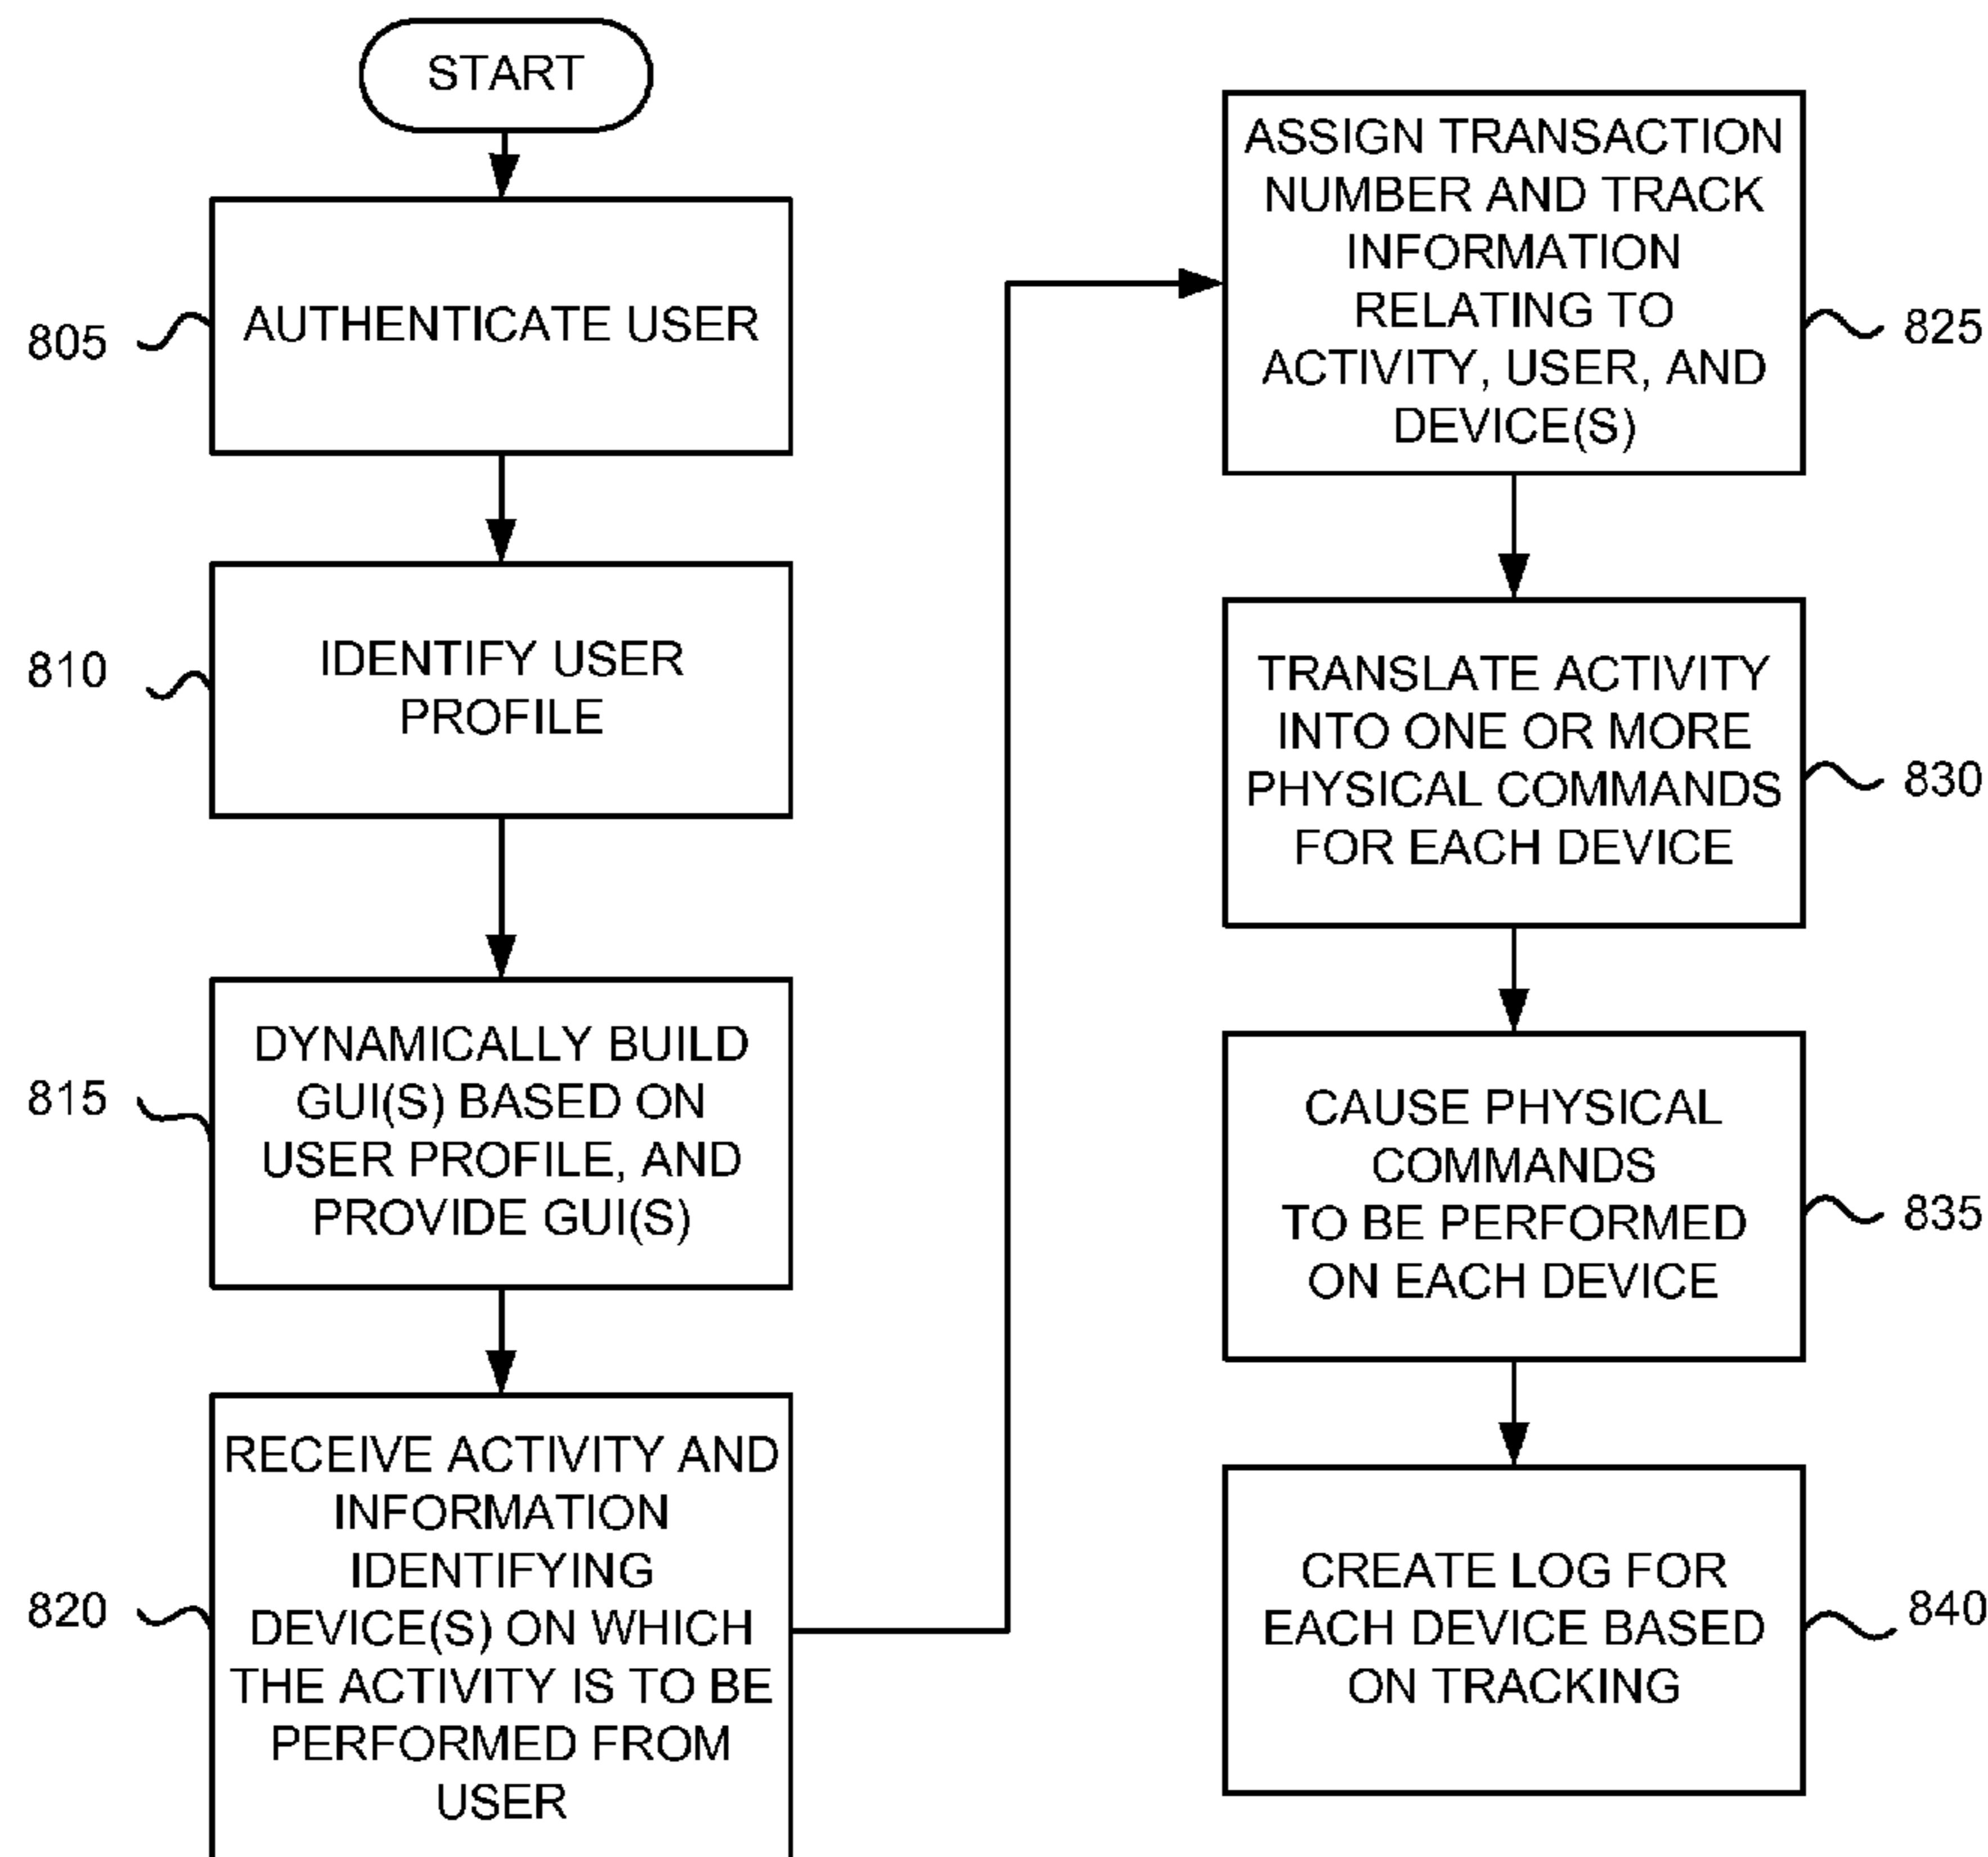 START
805
AUTHENTICATE USER
810
IDENTIFY USER
PROFILE
815
DYNAMICALLY BUILD
GUI(S) BASED ON
USER PROFILE, AND
PROVIDE GUI(S)
820
RECEIVE ACTIVITY AND
INFORMATION
IDENTIFYING
DEVICE(S) ON WHICH
THE ACTIVITY IS TO BE
PERFORMED FROM
USER
ASSIGN TRANSACTION
NUMBER AND TRACK
INFORMATION
RELATING TO
ACTIVITY, USER, AND
DEVICE(S)
825
TRANSLATE ACTIVITY
INTO ONE OR MORE
PHYSICAL COMMANDS
FOR EACH DEVICE
830
CAUSE PHYSICAL
COMMANDS
TO BE PERFORMED
ON EACH DEVICE
835
CREATE LOG FOR
EACH DEVICE BASED
ON TRACKING
840